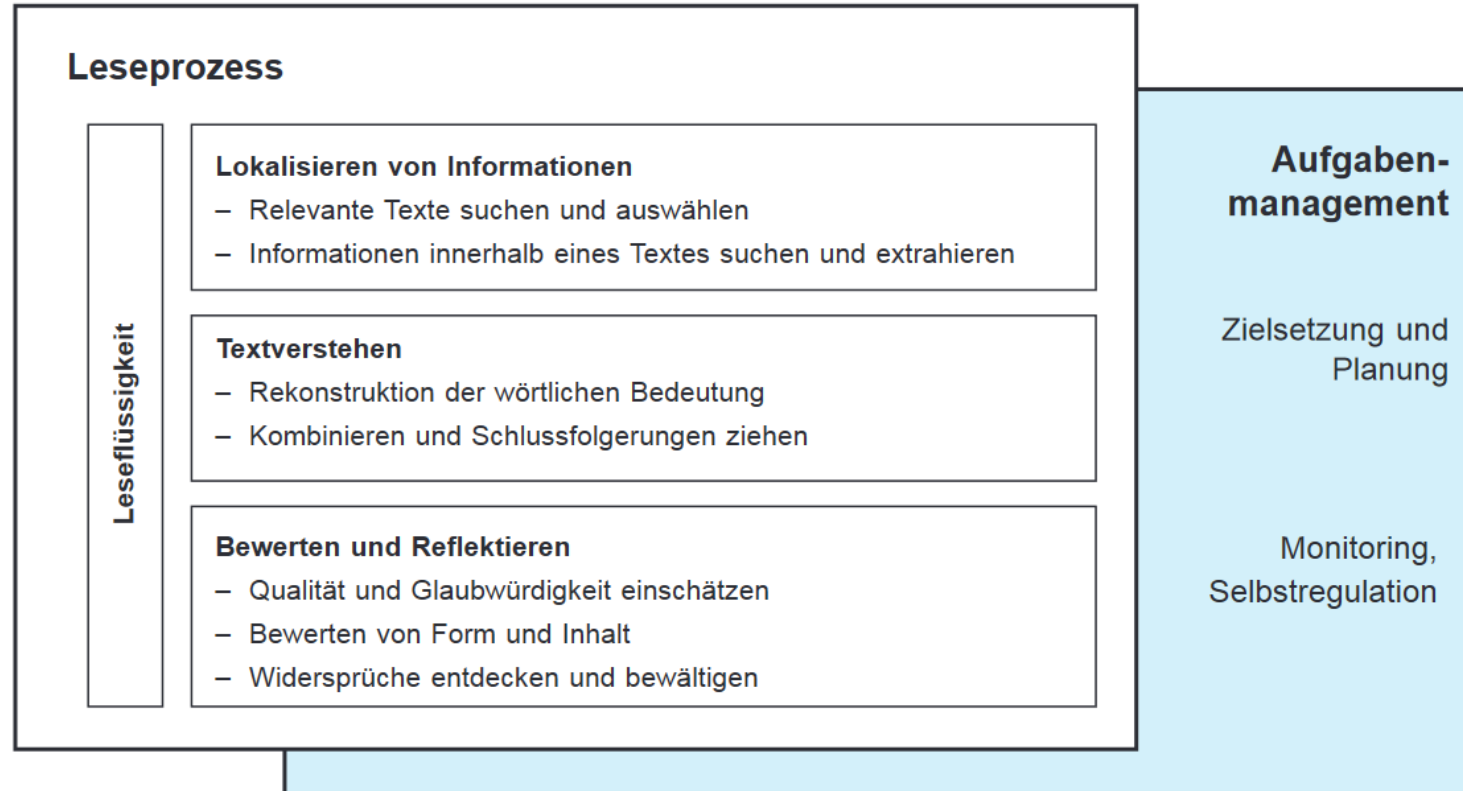 Leseprozess
Leseflüssigkeit
Lokalisieren von Informationen
– Relevante Texte suchen und auswählen
– Informationen innerhalb eines Textes suchen und extrahieren
Textverstehen
– Rekonstruktion der wörtlichen Bedeutung
– Kombinieren und Schlussfolgerungen ziehen
Bewerten und Reflektieren
– Qualität und Glaubwürdigkeit einschätzen
– Bewerten von Form und Inhalt
– Widersprüche entdecken und bewältigen
Aufgaben-
management
Zielsetzung und
Planung
Monitoring,
Selbstregulation